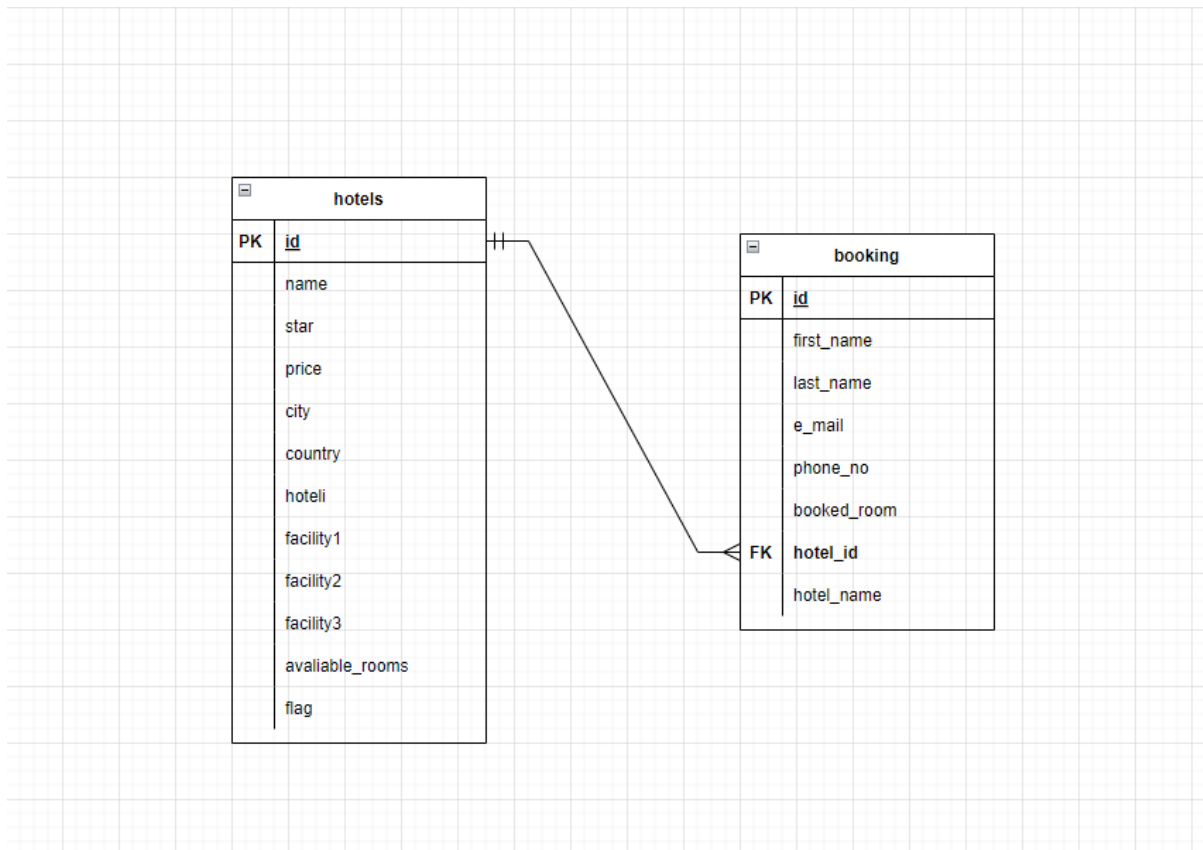 hotels
PK id
name
star
price
city
country
hoteli
facility1
facility2
facility3
avaliable_rooms
flag
booking
PK id
first_name
last_name
e_mail
phone_no
booked_room
FK hotel_id
hotel_name